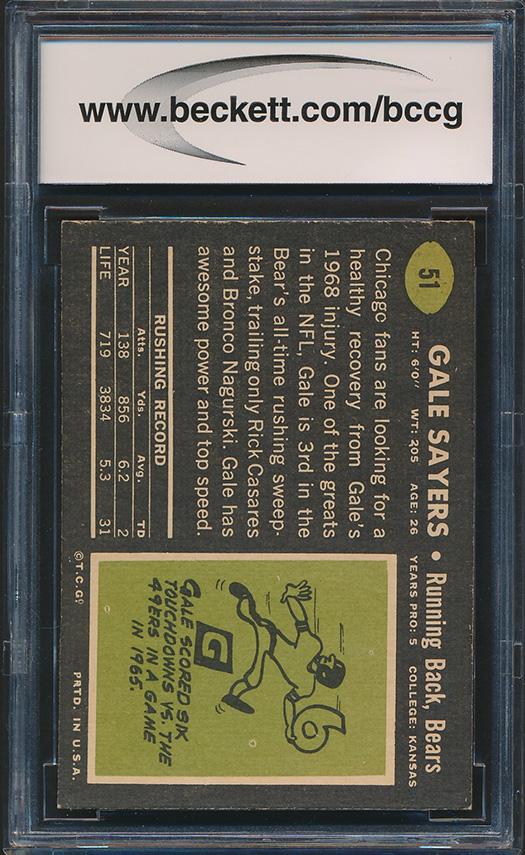 www.beckett.com/bccg
51
GALE SAYERS • Running Back, Bears
HT: 6'0" WT: 205 AGE: 26 YEARS PRO: 5 COLLEGE: KANSAS
Chicago fans are looking for a
healthy recovery from Gale's
1968 injury. One of the greats
in the NFL, Gale is 3rd in the
Bear's all-time rushing sweep-
stake, trailing only Rick Casares
and Bronco Nagurski. Gale has
awesome power and top speed.
RUSHING RECORD
Atts. Yds. Avg. TD
YEAR 138 856 6.2 2
LIFE 719 3834 5.3 31
6
G
GALE SCORED SIX
TOUCHDOWNS VS. THE
49ERS IN A GAME
IN 1965.
©T.C.G. PRTD. IN U.S.A.